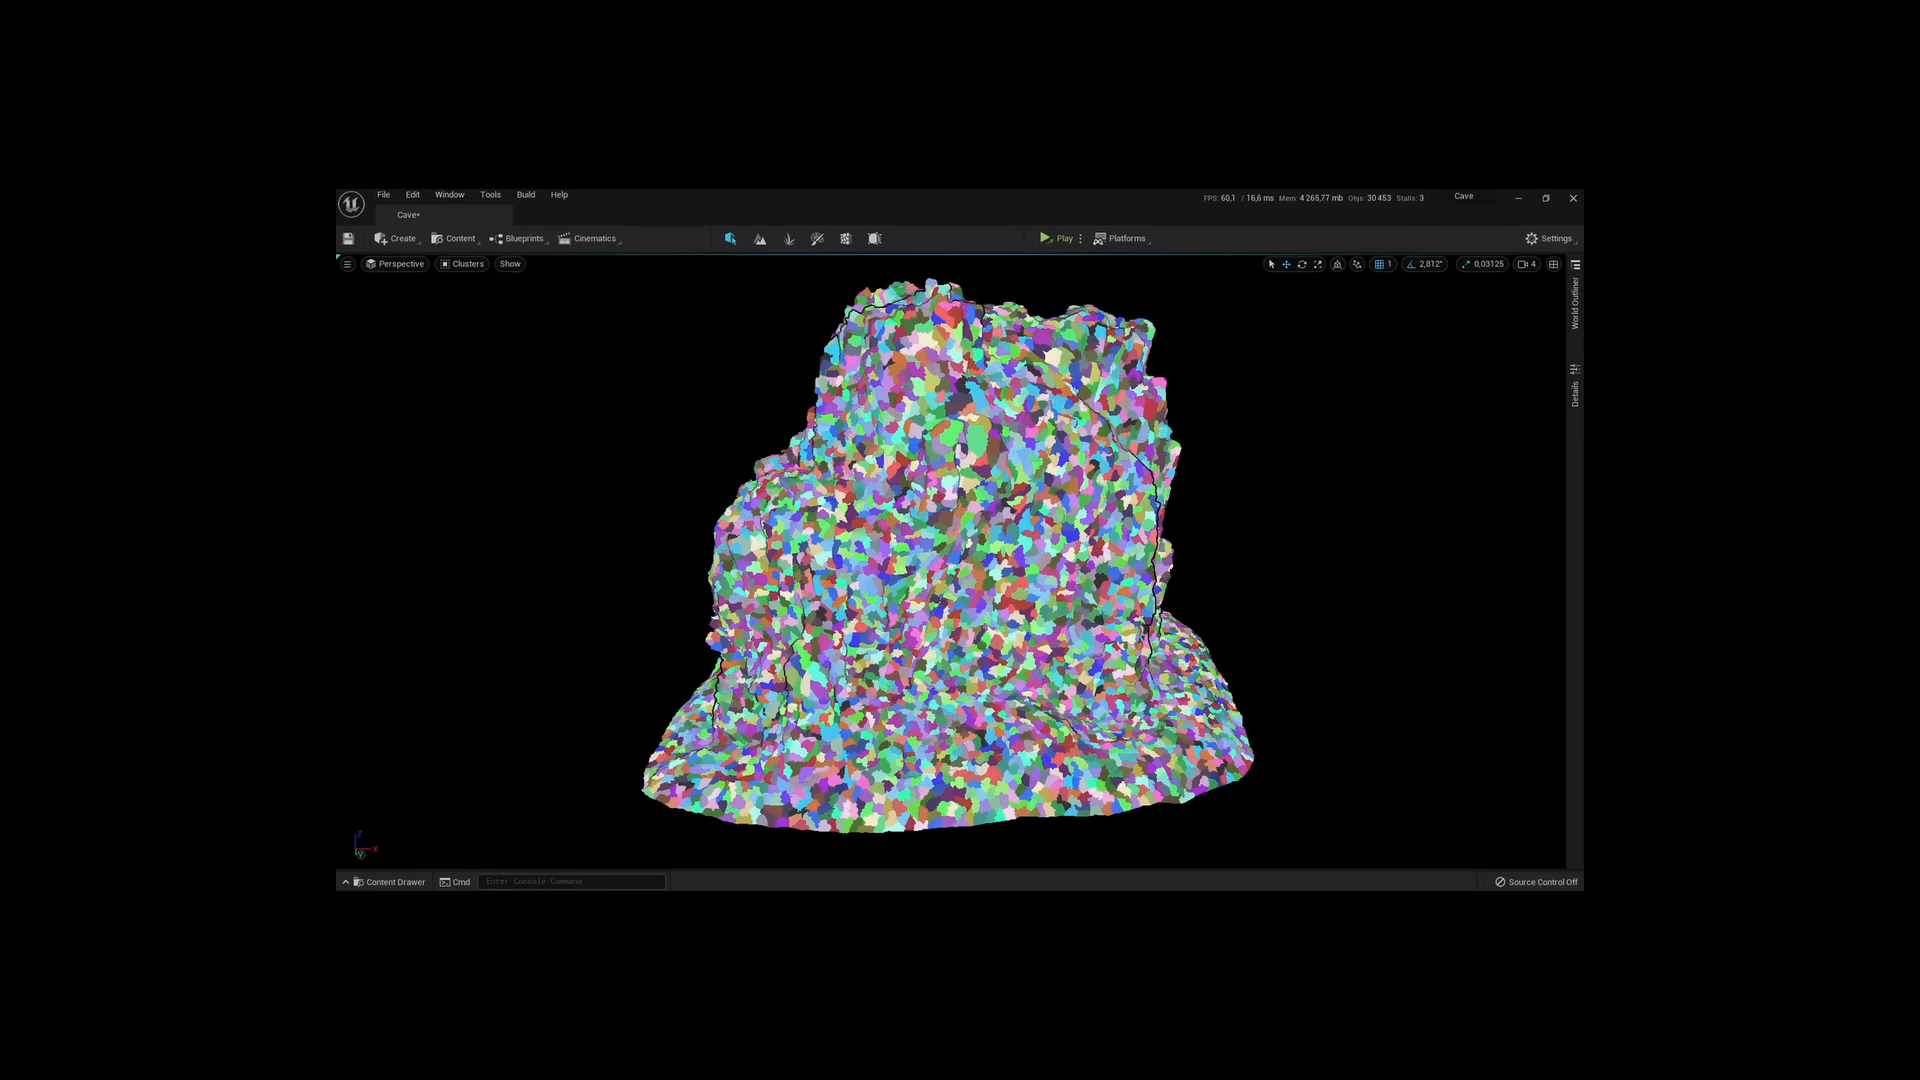 File Edit Window Tools Build Help
FPS: 60,1 / 16,6 ms Mem: 4 265,77 mb Objs: 30 453 Stalls: 3
Cave
Cave*
Create Content Blueprints Cinematics Play Platforms Settings
Perspective Clusters Show 1 2,812° 0,03125 4
World Outliner
Details
Z
X
Y
Content Drawer Cmd Enter Console Command Source Control Off